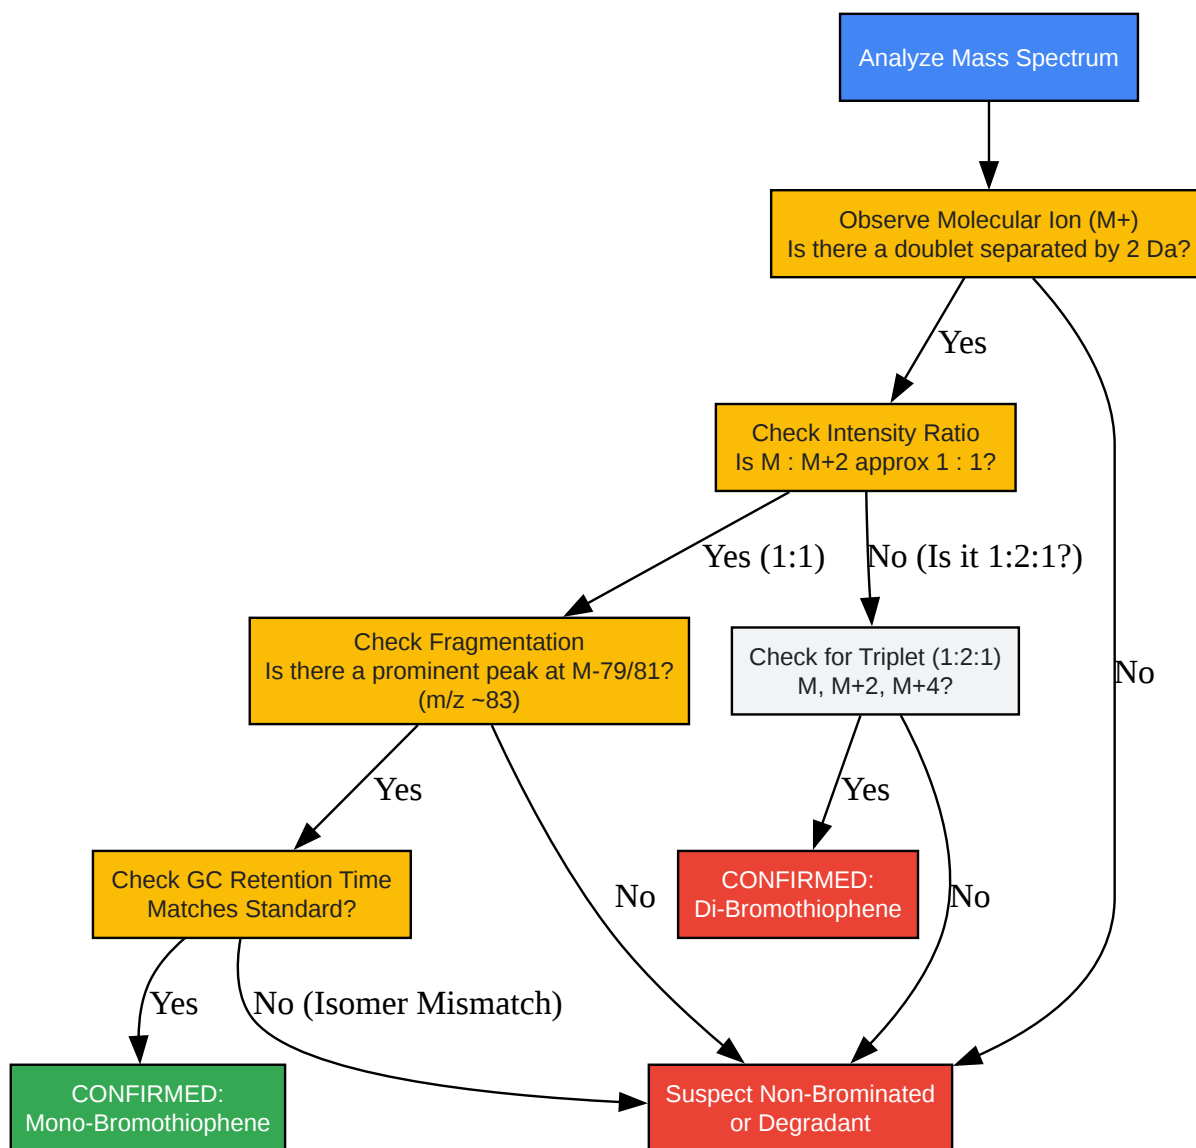 Analyze Mass Spectrum
Observe Molecular Ion (M+)
Is there a doublet separated by 2 Da?
Yes
Check Intensity Ratio
Is M : M+2 approx 1 : 1?
Yes (1:1)
No (Is it 1:2:1?)
Check Fragmentation
Is there a prominent peak at M-79/81?
(m/z ~83)
Check for Triplet (1:2:1)
M, M+2, M+4?
No
Yes
Yes
Check GC Retention Time
Matches Standard?
No
CONFIRMED:
Di-Bromothiophene
No
Yes
No (Isomer Mismatch)
CONFIRMED:
Mono-Bromothiophene
Suspect Non-Brominated
or Degradant